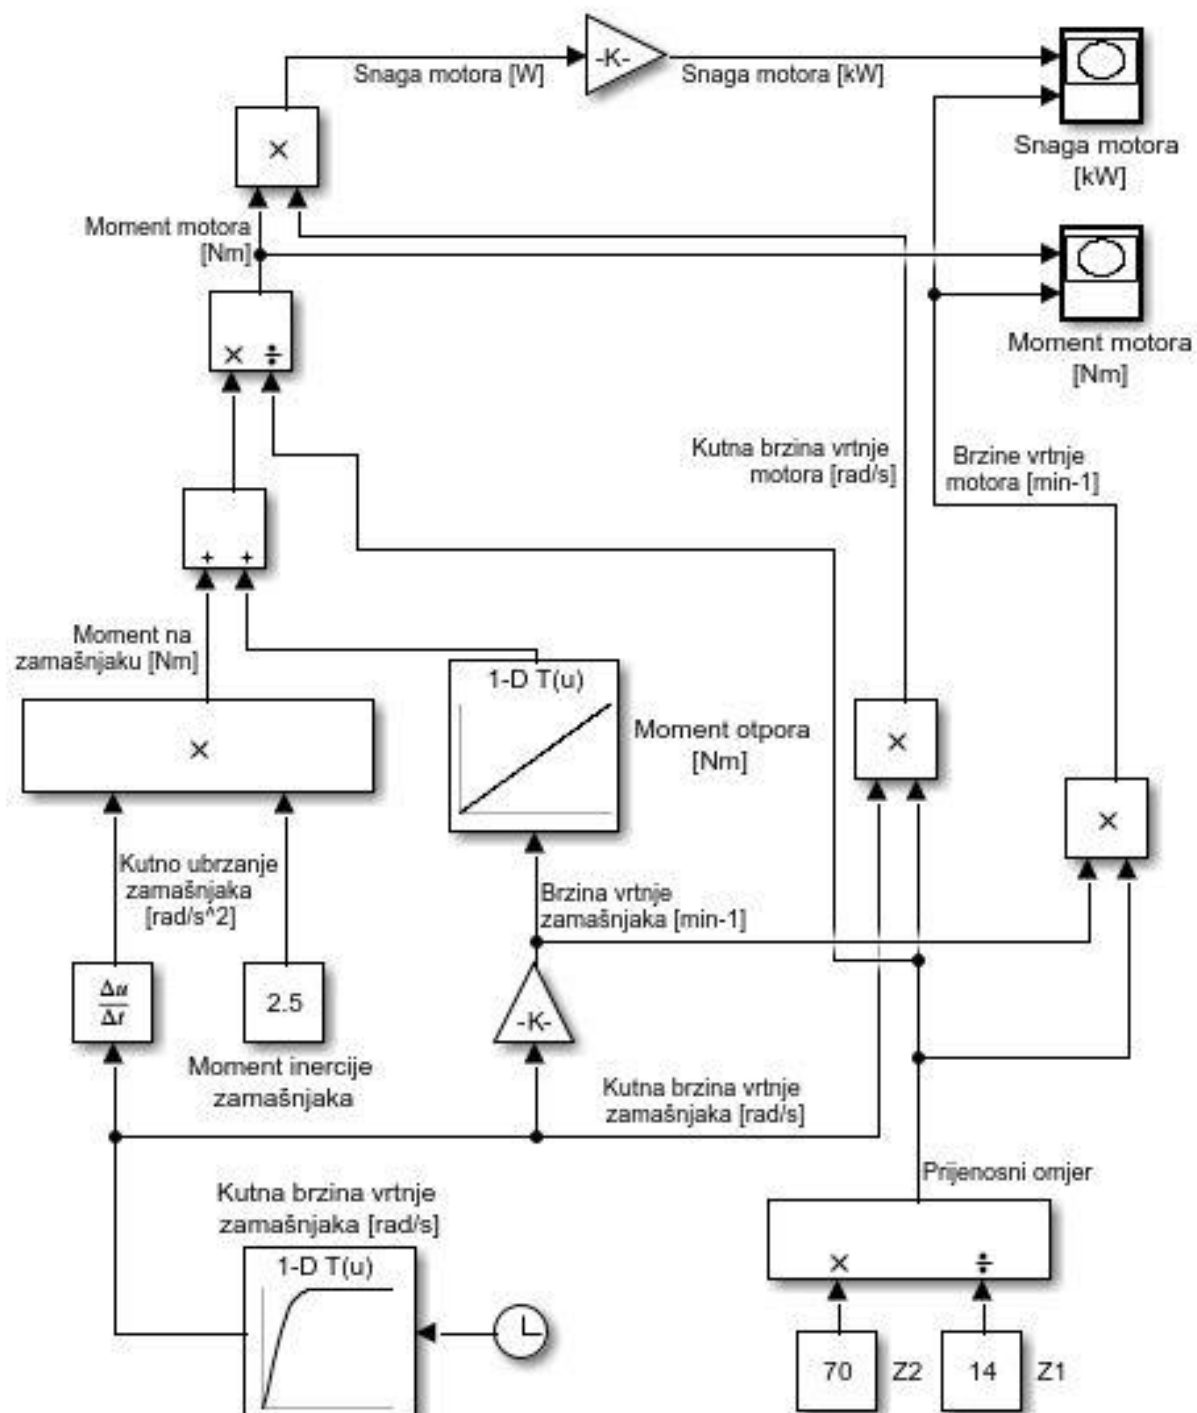 -K-
Snaga motora [W]
Snaga motora [kW]
×
Snaga motora
[kW]
Moment motora
[Nm]
× ÷
Moment motora
[Nm]
Kutna brzina vrtnje
motora [rad/s]
Brzine vrtnje
motora [min-1]
+ +
Moment na
zamašnjaku [Nm]
1-D T(u)
×
Moment otpora
[Nm]
×
×
Kutno ubrzanje
zamašnjaka
[rad/s^2]
Brzina vrtnje
zamašnjaka [min-1]
Δu
Δt
2.5
-K-
Moment inercije
zamašnjaka
Kutna brzina vrtnje
zamašnjaka [rad/s]
Prijenosni omjer
Kutna brzina vrtnje
zamašnjaka [rad/s]
1-D T(u)
× ÷
70 Z2 14 Z1